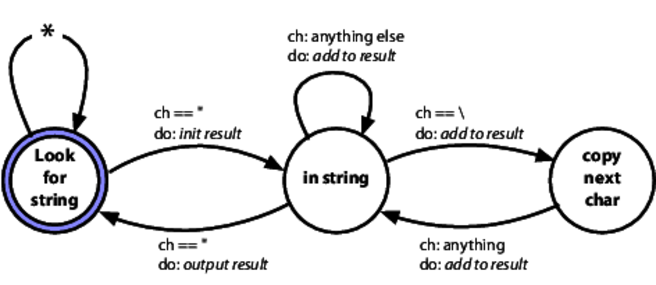 *
ch: anything else
do: add to result
ch == "
do: init result
ch == \
do: add to result
Look
for
string
in string
copy
next
char
ch == "
do: output result
ch: anything
do: add to result